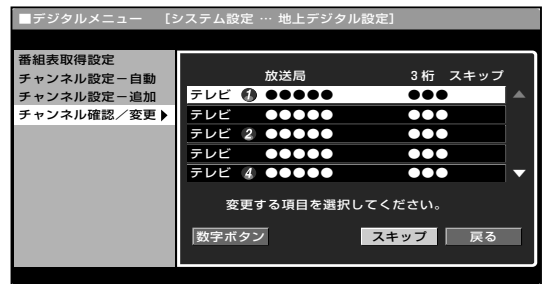 ■デジタルメニュー　[システム設定 … 地上デジタル設定]
番組表取得設定
チャンネル設定－自動
チャンネル設定－追加
チャンネル確認／変更▶
放送局　3桁　スキップ
テレビ ① ●●●●● ●●●
テレビ ●●●●● ●●●
テレビ ② ●●●●● ●●●
テレビ ●●●●● ●●●
テレビ ④ ●●●●● ●●●
変更する項目を選択してください。
数字ボタン　スキップ　戻る